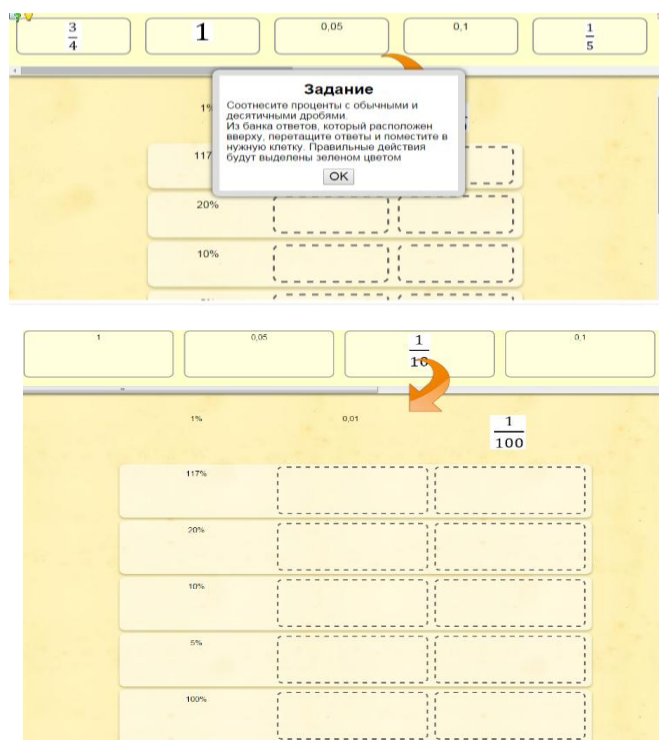 3/4 1 0,05 0,1 1/5
Задание
Соотнесите проценты с обычными и
десятичными дробями.
Из банка ответов, который расположен
вверху, перетащите ответы и поместите в
нужную клетку. Правильные действия
будут выделены зеленом цветом
OK
1%
117
20%
10%
1 0,05 1/10 0,1
1% 0,01 1/100
117%
20%
10%
5%
100%